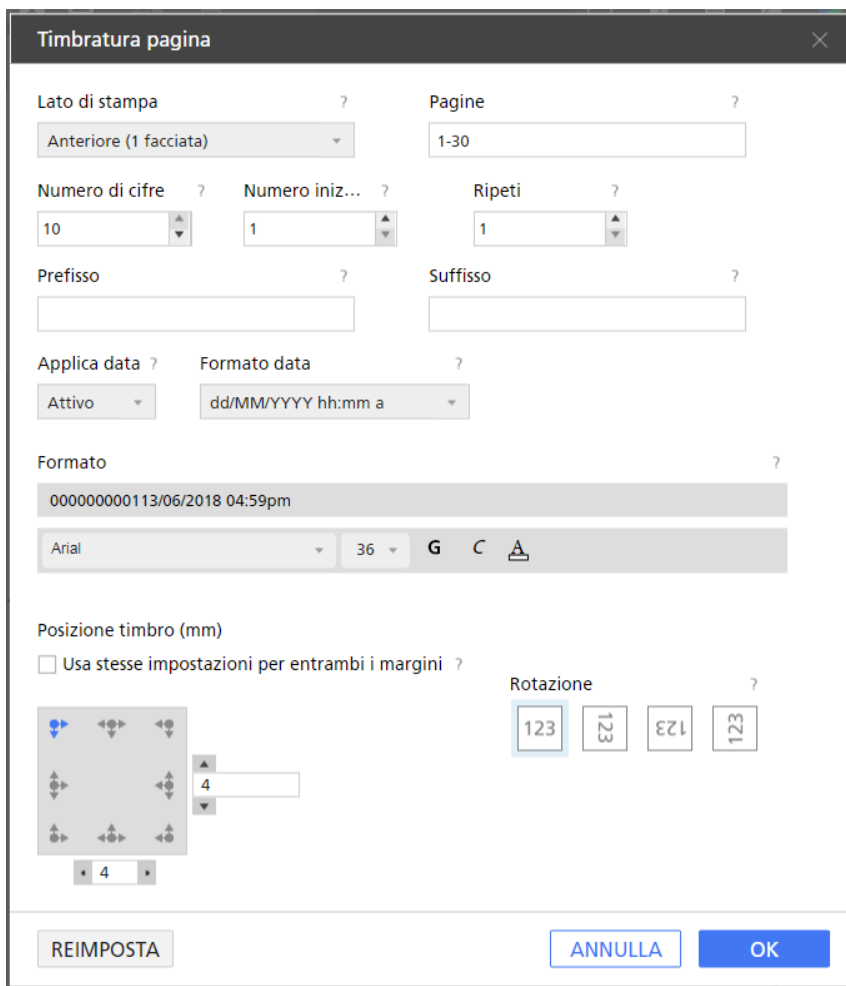 Timbratura pagina
Lato di stampa ? Pagine ?
Anteriore (1 facciata) 1-30
Numero di cifre ? Numero iniz... ? Ripeti ?
10 1 1
Prefisso ? Suffisso ?
Applica data ? Formato data ?
Attivo dd/MM/YYYY hh:mm a
Formato ?
000000000113/06/2018 04:59pm
Arial 36 G C A
Posizione timbro (mm)
Usa stesse impostazioni per entrambi i margini ?
Rotazione ?
123 123 123 123
4
4
REIMPOSTA ANNULLA OK